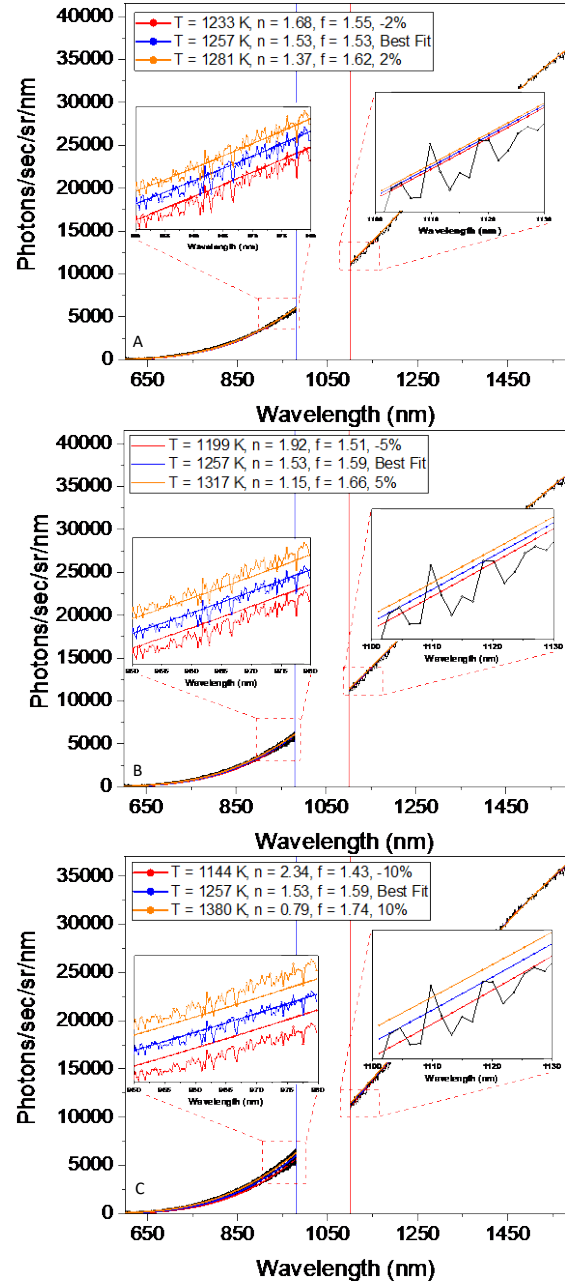 T = 1233 K, n = 1.68, f = 1.55, -2%
T = 1257 K, n = 1.53, f = 1.53, Best Fit
T = 1281 K, n = 1.37, f = 1.62, 2%
Photons/sec/sr/nm
40000
35000
30000
25000
20000
15000
10000
5000
0
Wavelength (nm)
1100 1110 1120 1130
Wavelength (nm)
A
650 850 1050 1250 1450
Wavelength (nm)
T = 1199 K, n = 1.92, f = 1.51, -5%
T = 1257 K, n = 1.53, f = 1.59, Best Fit
T = 1317 K, n = 1.15, f = 1.66, 5%
Photons/sec/sr/nm
40000
35000
30000
25000
20000
15000
10000
5000
0
950 955 960 965 970 975 980
Wavelength (nm)
1100 1110 1120 1130
Wavelength (nm)
B
650 850 1050 1250 1450
Wavelength (nm)
T = 1144 K, n = 2.34, f = 1.43, -10%
T = 1257 K, n = 1.53, f = 1.59, Best Fit
T = 1380 K, n = 0.79, f = 1.74, 10%
Photons/sec/sr/nm
35000
30000
25000
20000
15000
10000
5000
0
950 955 960 965 970 975 980
Wavelength (nm)
1100 1110 1120 1130
Wavelength (nm)
C
650 850 1050 1250 1450
Wavelength (nm)